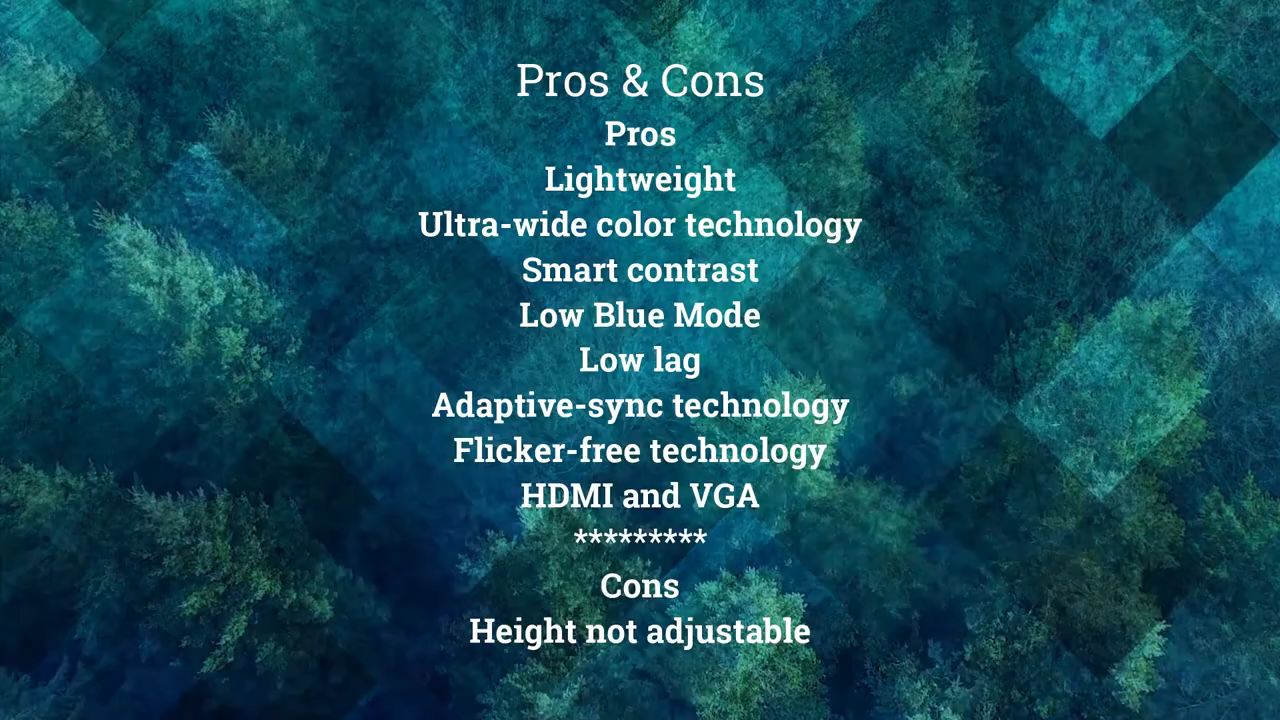 Pros & Cons
Pros
Lightweight
Ultra-wide color technology
Smart contrast
Low Blue Mode
Low lag
Adaptive-sync technology
Flicker-free technology
HDMI and VGA
*********
Cons
Height not adjustable